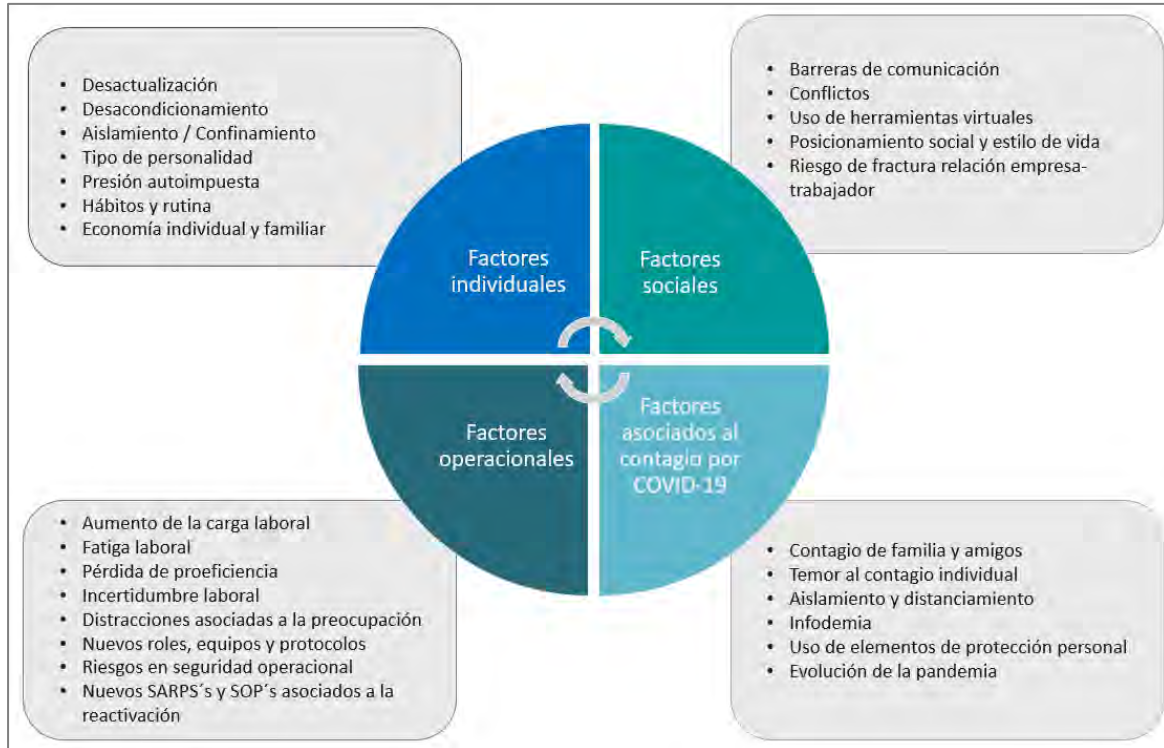 • Desactualización
• Desacondicionamiento
• Aislamiento / Confinamiento
• Tipo de personalidad
• Presión autoimpuesta
• Hábitos y rutina
• Economía individual y familiar
• Barreras de comunicación
• Conflictos
• Uso de herramientas virtuales
• Posicionamiento social y estilo de vida
• Riesgo de fractura relación empresa-
trabajador
Factores
individuales
Factores
sociales
Factores
operacionales
Factores
asociados al
contagio por
COVID-19
• Aumento de la carga laboral
• Fatiga laboral
• Pérdida de proeficiencia
• Incertidumbre laboral
• Distracciones asociadas a la preocupación
• Nuevos roles, equipos y protocolos
• Riesgos en seguridad operacional
• Nuevos SARPS´s y SOP´s asociados a la
reactivación
• Contagio de familia y amigos
• Temor al contagio individual
• Aislamiento y distanciamiento
• Infodemia
• Uso de elementos de protección personal
• Evolución de la pandemia